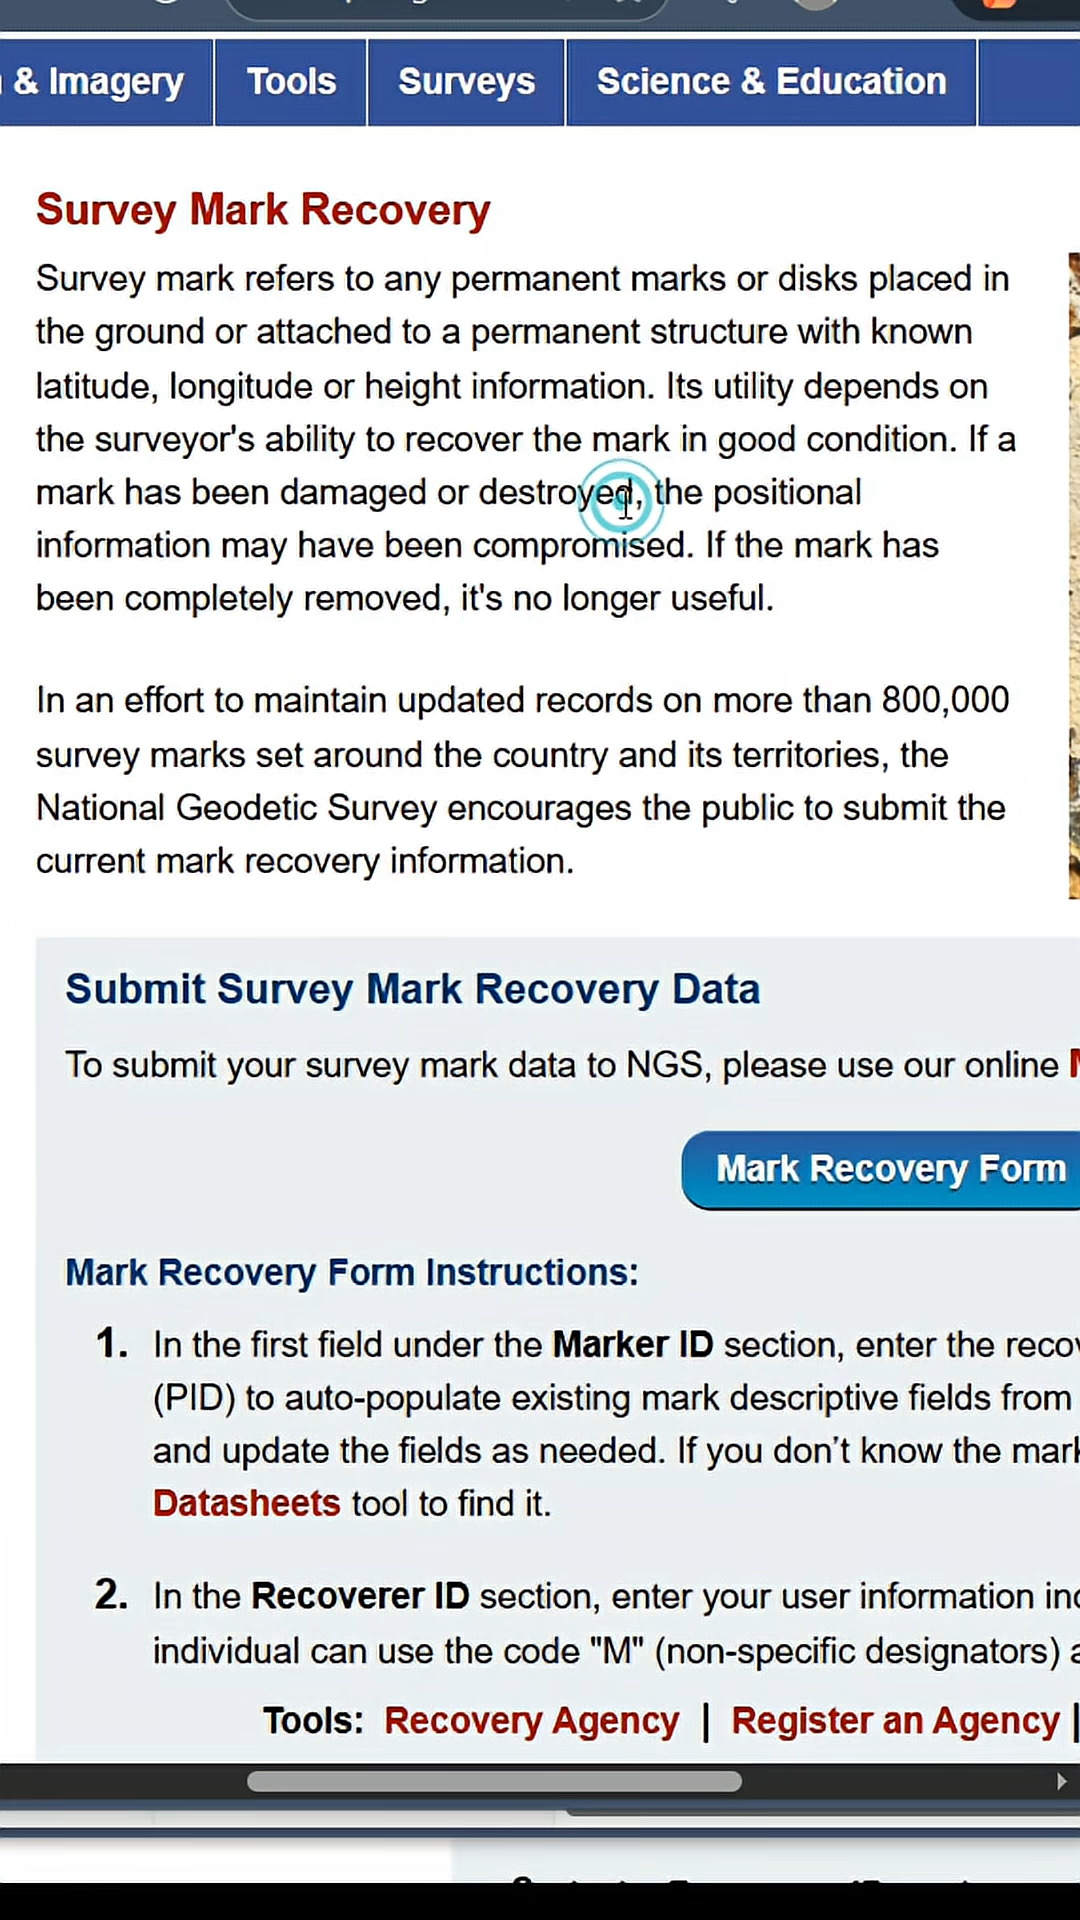 & Imagery Tools Surveys Science & Education
Survey Mark Recovery
Survey mark refers to any permanent marks or disks placed in
the ground or attached to a permanent structure with known
latitude, longitude or height information. Its utility depends on
the surveyor's ability to recover the mark in good condition. If a
mark has been damaged or destroyed, the positional
information may have been compromised. If the mark has
been completely removed, it's no longer useful.
In an effort to maintain updated records on more than 800,000
survey marks set around the country and its territories, the
National Geodetic Survey encourages the public to submit the
current mark recovery information.
Submit Survey Mark Recovery Data
To submit your survey mark data to NGS, please use our online
Mark Recovery Form
Mark Recovery Form Instructions:
1. In the first field under the Marker ID section, enter the
(PID) to auto-populate existing mark descriptive fields from
and update the fields as needed. If you don't know the
Datasheets tool to find it.
2. In the Recoverer ID section, enter your user information
individual can use the code "M" (non-specific designators)
Tools: Recovery Agency | Register an Agency |